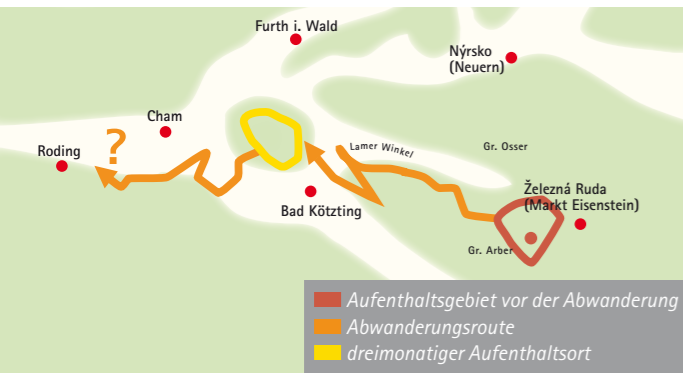 Furth i. Wald
Nýrsko
(Neuern)
Cham
?
Roding
Lamer Winkel
Gr. Osser
Železná Ruda
(Markt Eisenstein)
Bad Kötzting
Gr. Arber
Aufenthaltsgebiet vor der Abwanderung
Abwanderungsroute
dreimonatiger Aufenthaltsort